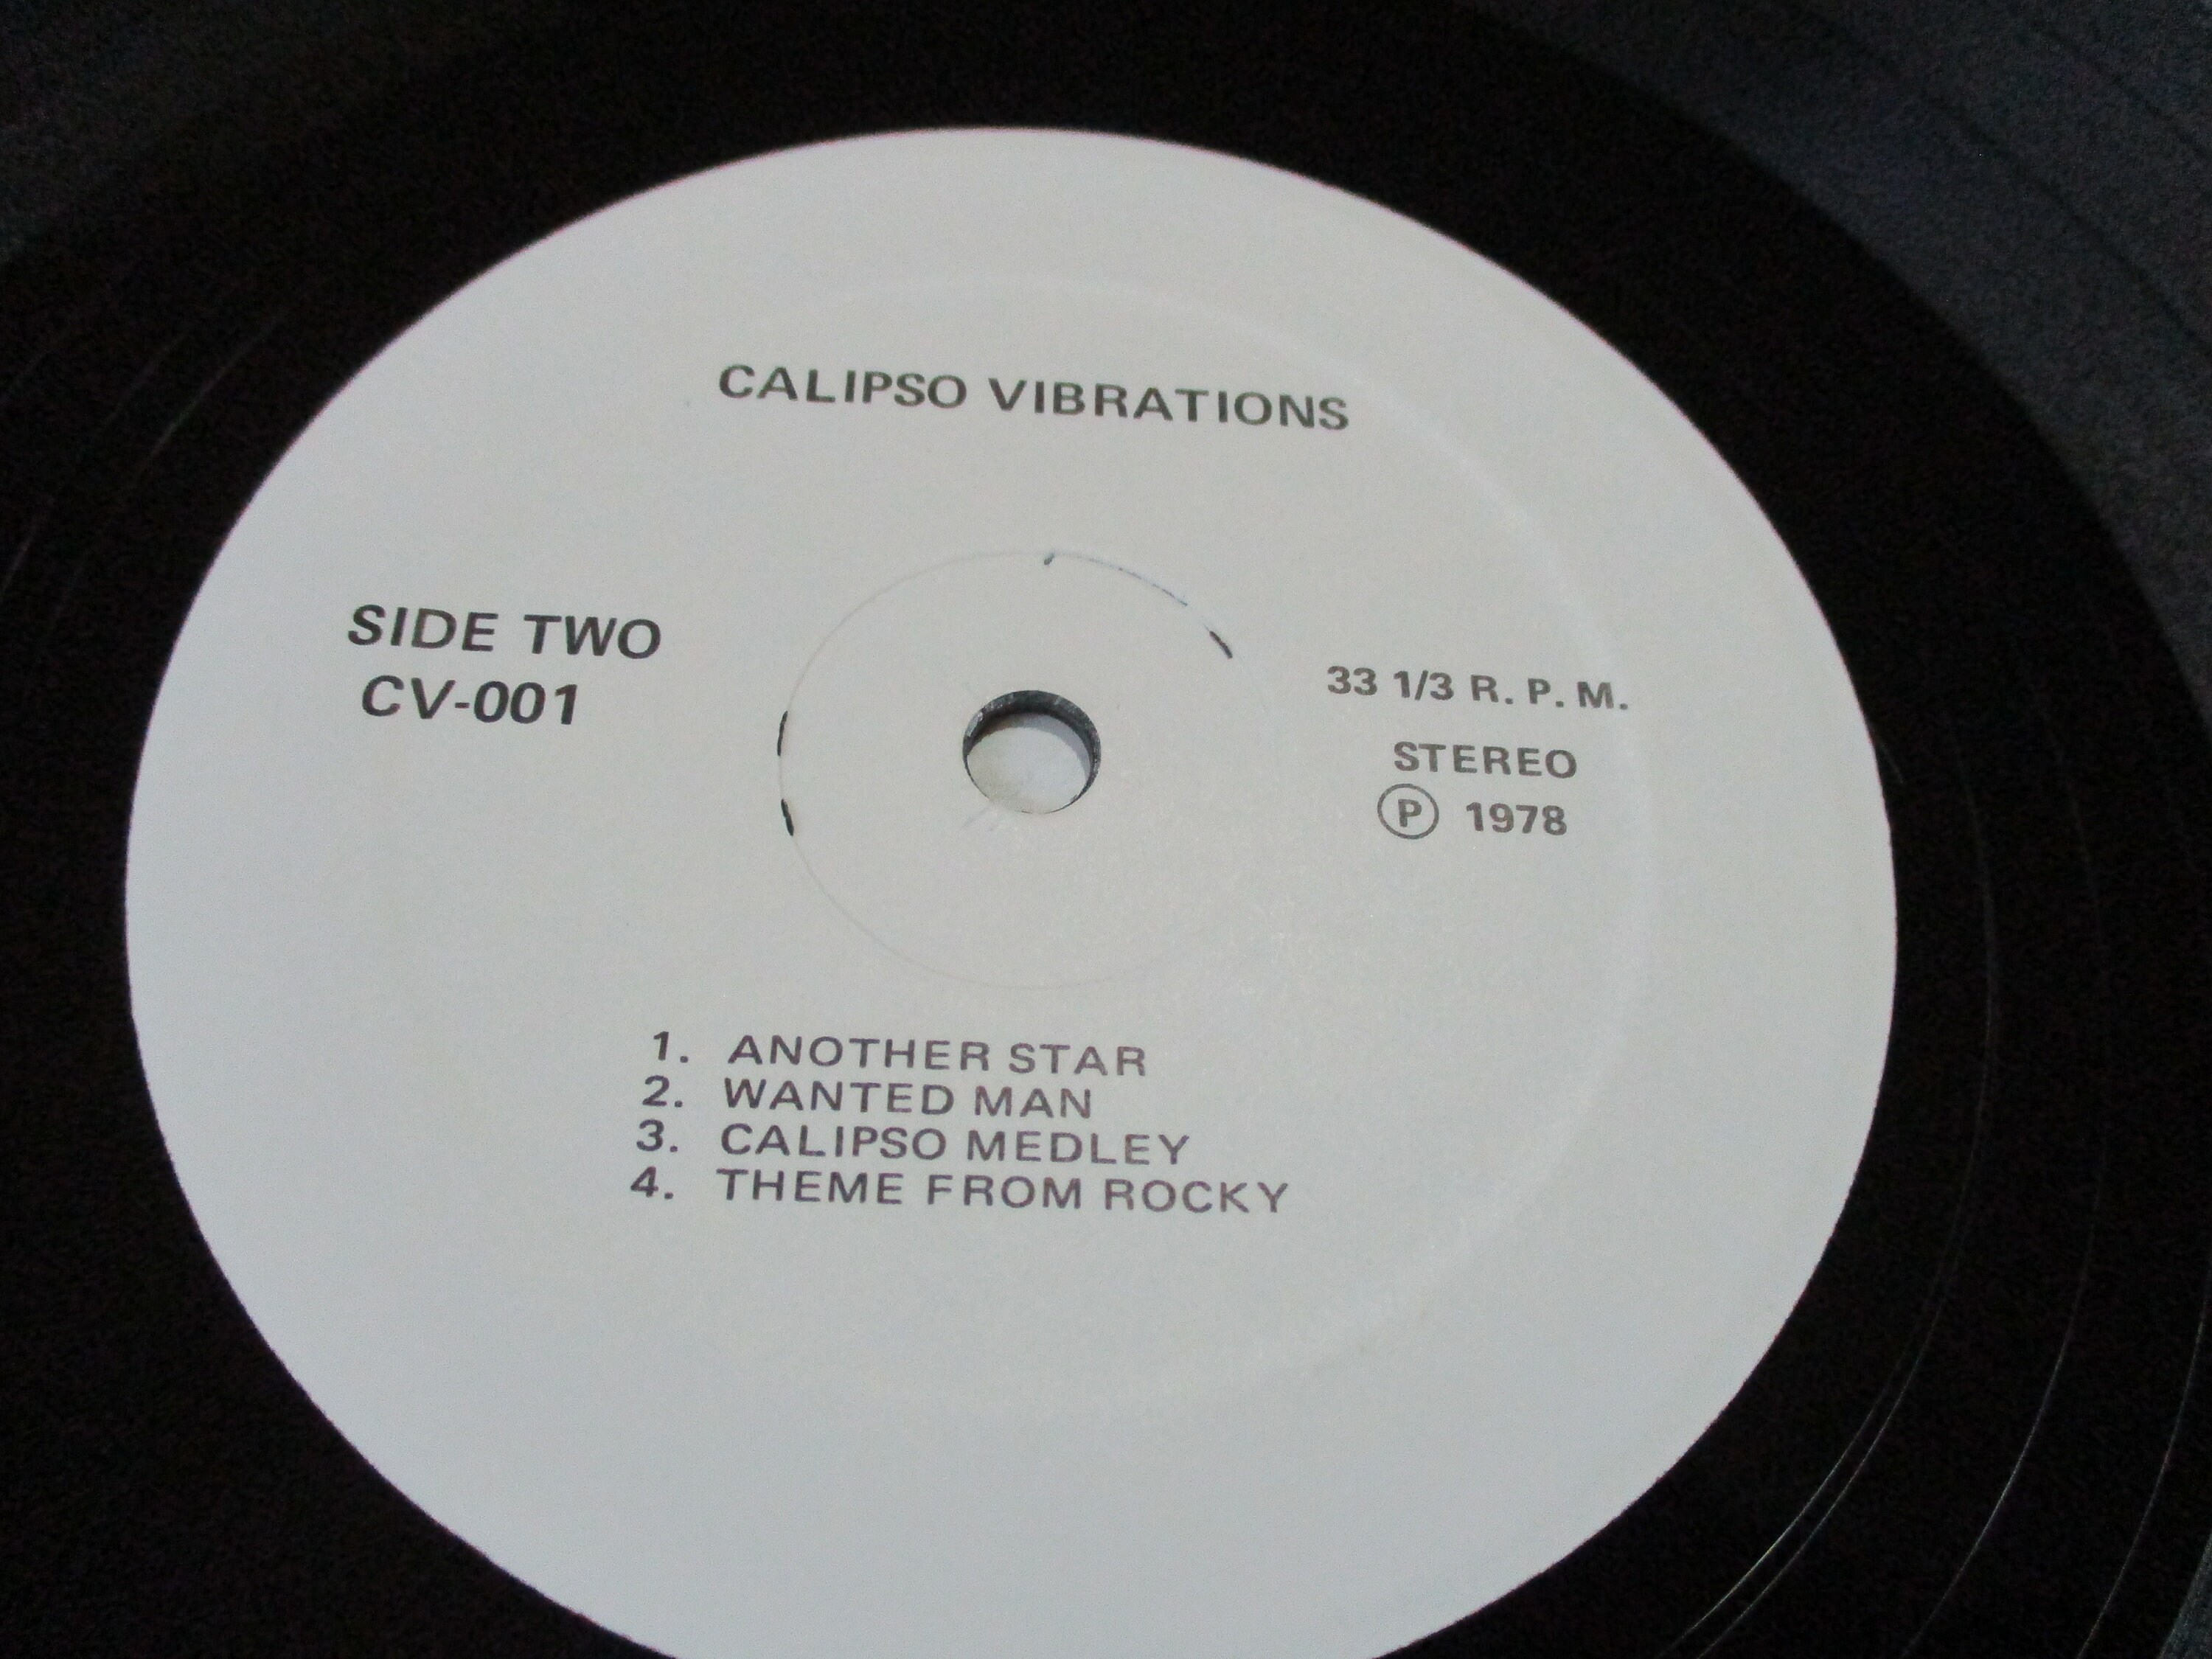 CALIPSO VIBRATIONS
SIDE TWO
CV-001
33 1/3 R. P. M.
STEREO
Ⓟ 1978
1. ANOTHER STAR
2. WANTED MAN
3. CALIPSO MEDLEY
4. THEME FROM ROCKY